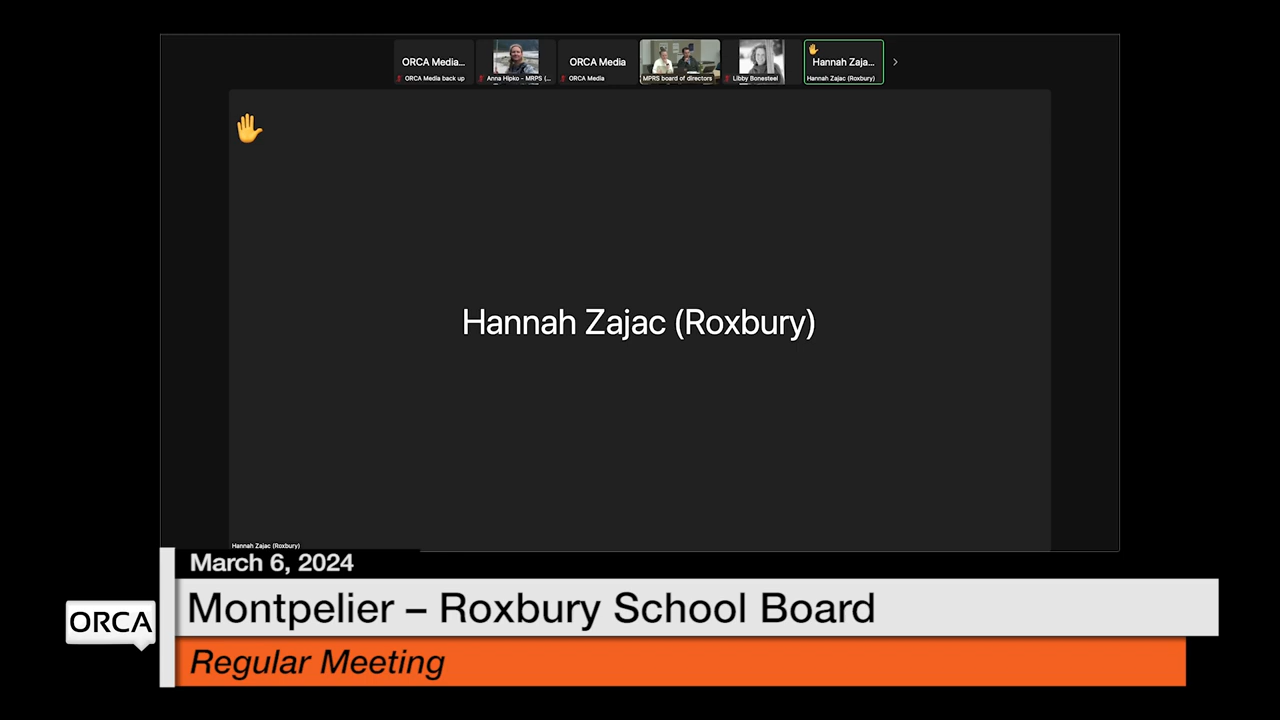 ORCA Media...
ORCA Media back up
Anna Hipko - MRPS (...
ORCA Media
ORCA Media
MPRS board of directors
Libby Bonesteel
Hannah Zaja...
Hannah Zajac (Roxbury)
Hannah Zajac (Roxbury)
Hannah Zajac (Roxbury)
March 6, 2024
Montpelier – Roxbury School Board
ORCA
Regular Meeting